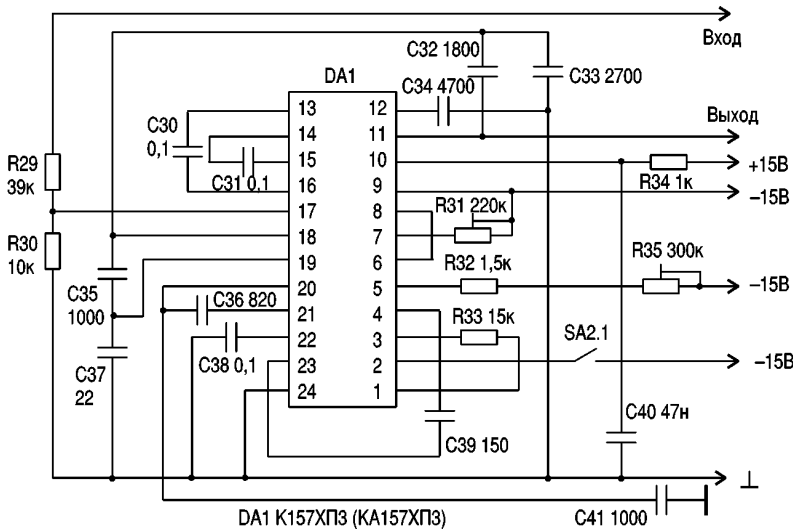 Вход
C32 1800
C33 2700
C34 4700
DA1
Выход
C30
0,1
13
12
14
11
15
10
16
9
17
8
18
7
19
6
20
5
21
4
22
3
23
2
24
1
C31 0,1
R29
39к
R34 1к
+15В
−15В
R31 220к
R30
10к
R32 1,5к
R35 300к
−15В
C35
1000
C36 820
R33 15к
SA2.1
C38 0,1
−15В
C37
22
C39 150
C40 47н
⊥
DA1 К157ХП3 (КА157ХП3)
C41 1000